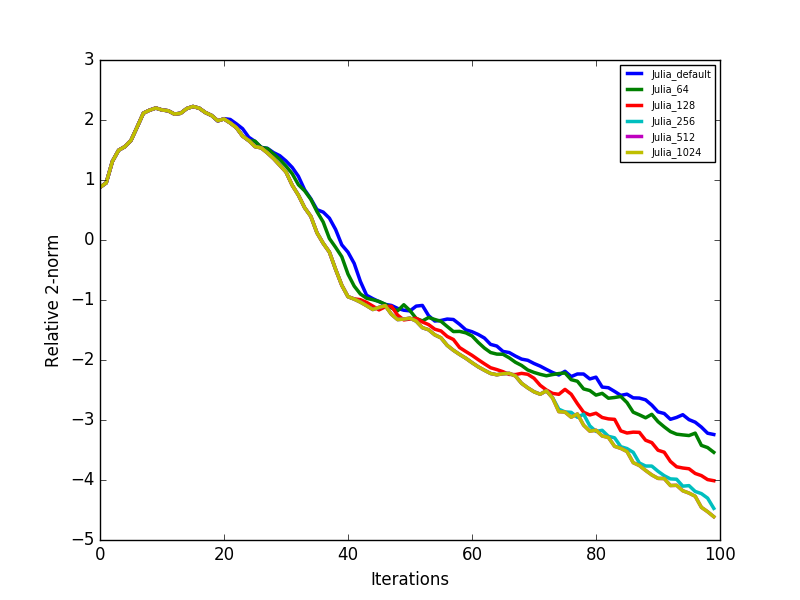 3
2
1
0
−1
−2
−3
−4
−5
Relative 2-norm
Julia_default
Julia_64
Julia_128
Julia_256
Julia_512
Julia_1024
0 20 40 60 80 100
Iterations